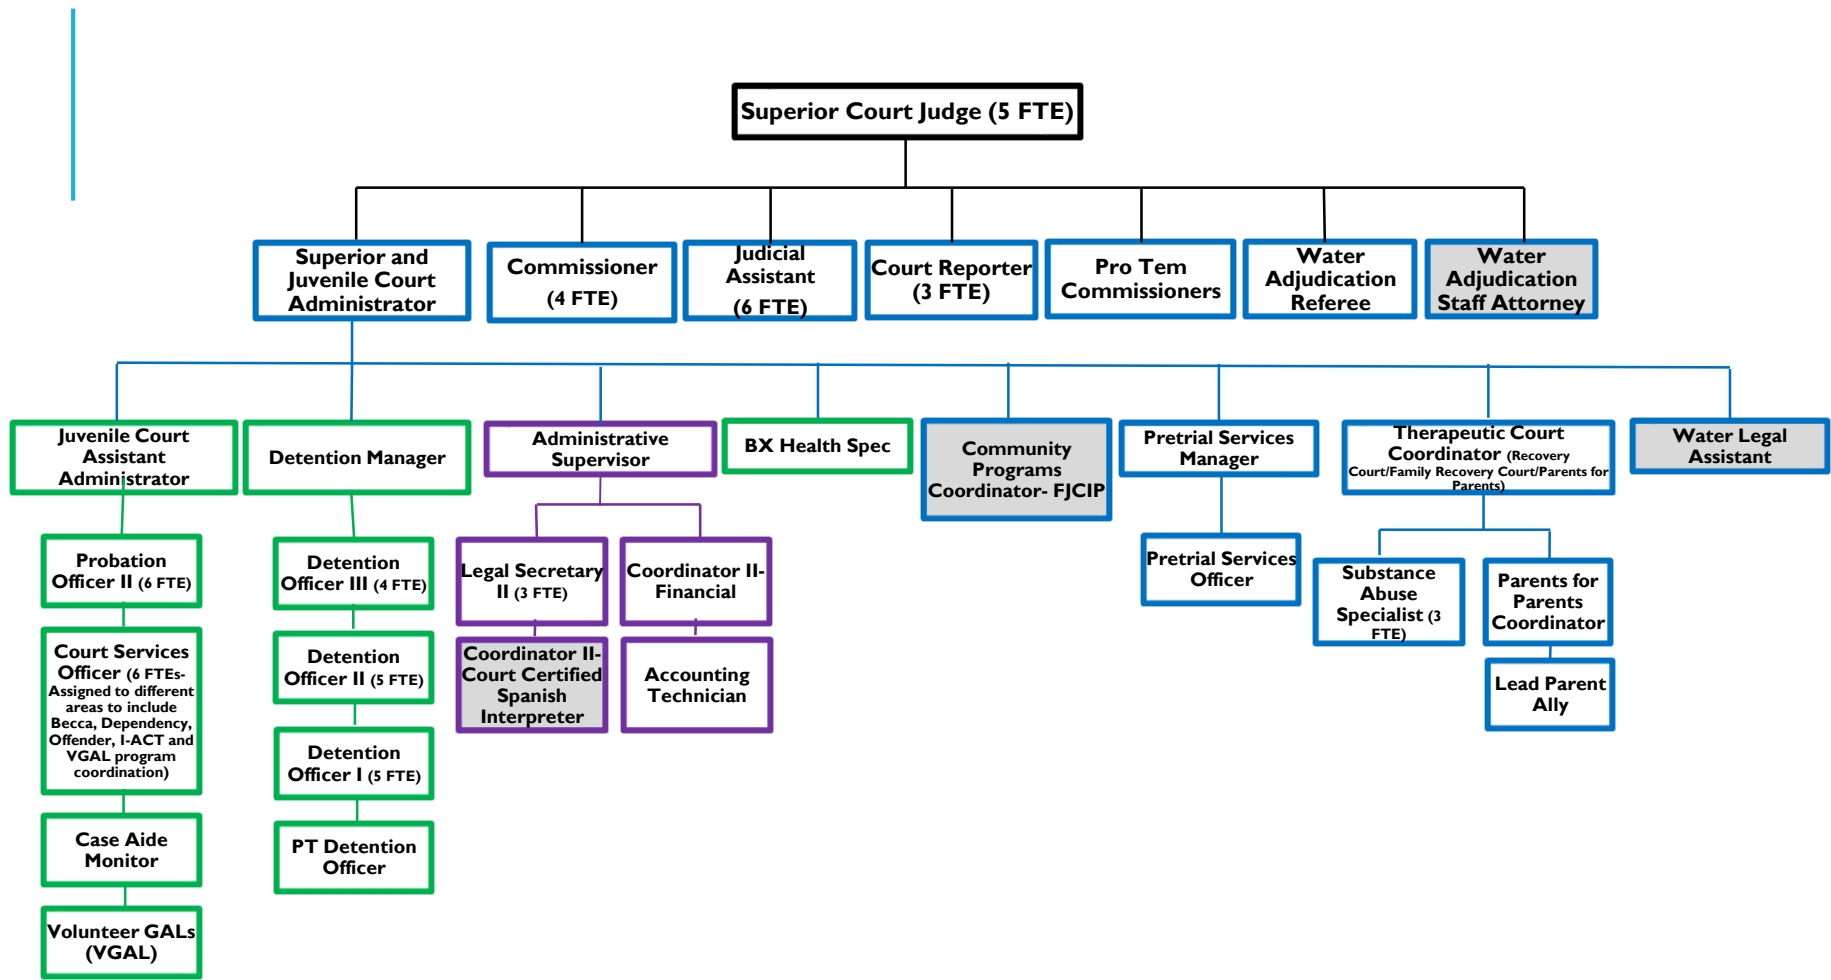 Superior Court Judge (5 FTE)
Superior and
Juvenile Court
Administrator
Commissioner
(4 FTE)
Judicial
Assistant
(6 FTE)
Court Reporter
(3 FTE)
Pro Tem
Commissioners
Water
Adjudication
Referee
Water
Adjudication
Staff Attorney
Juvenile Court
Assistant
Administrator
Detention Manager
Administrative
Supervisor
BX Health Spec
Community
Programs
Coordinator- FJCIP
Pretrial Services
Manager
Therapeutic Court
Coordinator (Recovery
Court/Family Recovery Court/Parents for
Parents)
Water Legal
Assistant
Probation
Officer II (6 FTE)
Detention
Officer III (4 FTE)
Legal Secretary
II (3 FTE)
Coordinator II-
Financial
Pretrial Services
Officer
Substance
Abuse
Specialist (3
FTE)
Parents for
Parents
Coordinator
Court Services
Officer (6 FTEs-
Assigned to different
areas to include
Becca, Dependency,
Offender, I-ACT and
VGAL program
coordination)
Detention
Officer II (5 FTE)
Coordinator II-
Court Certified
Spanish
Interpreter
Accounting
Technician
Lead Parent
Ally
Detention
Officer I (5 FTE)
Case Aide
Monitor
PT Detention
Officer
Volunteer GALs
(VGAL)